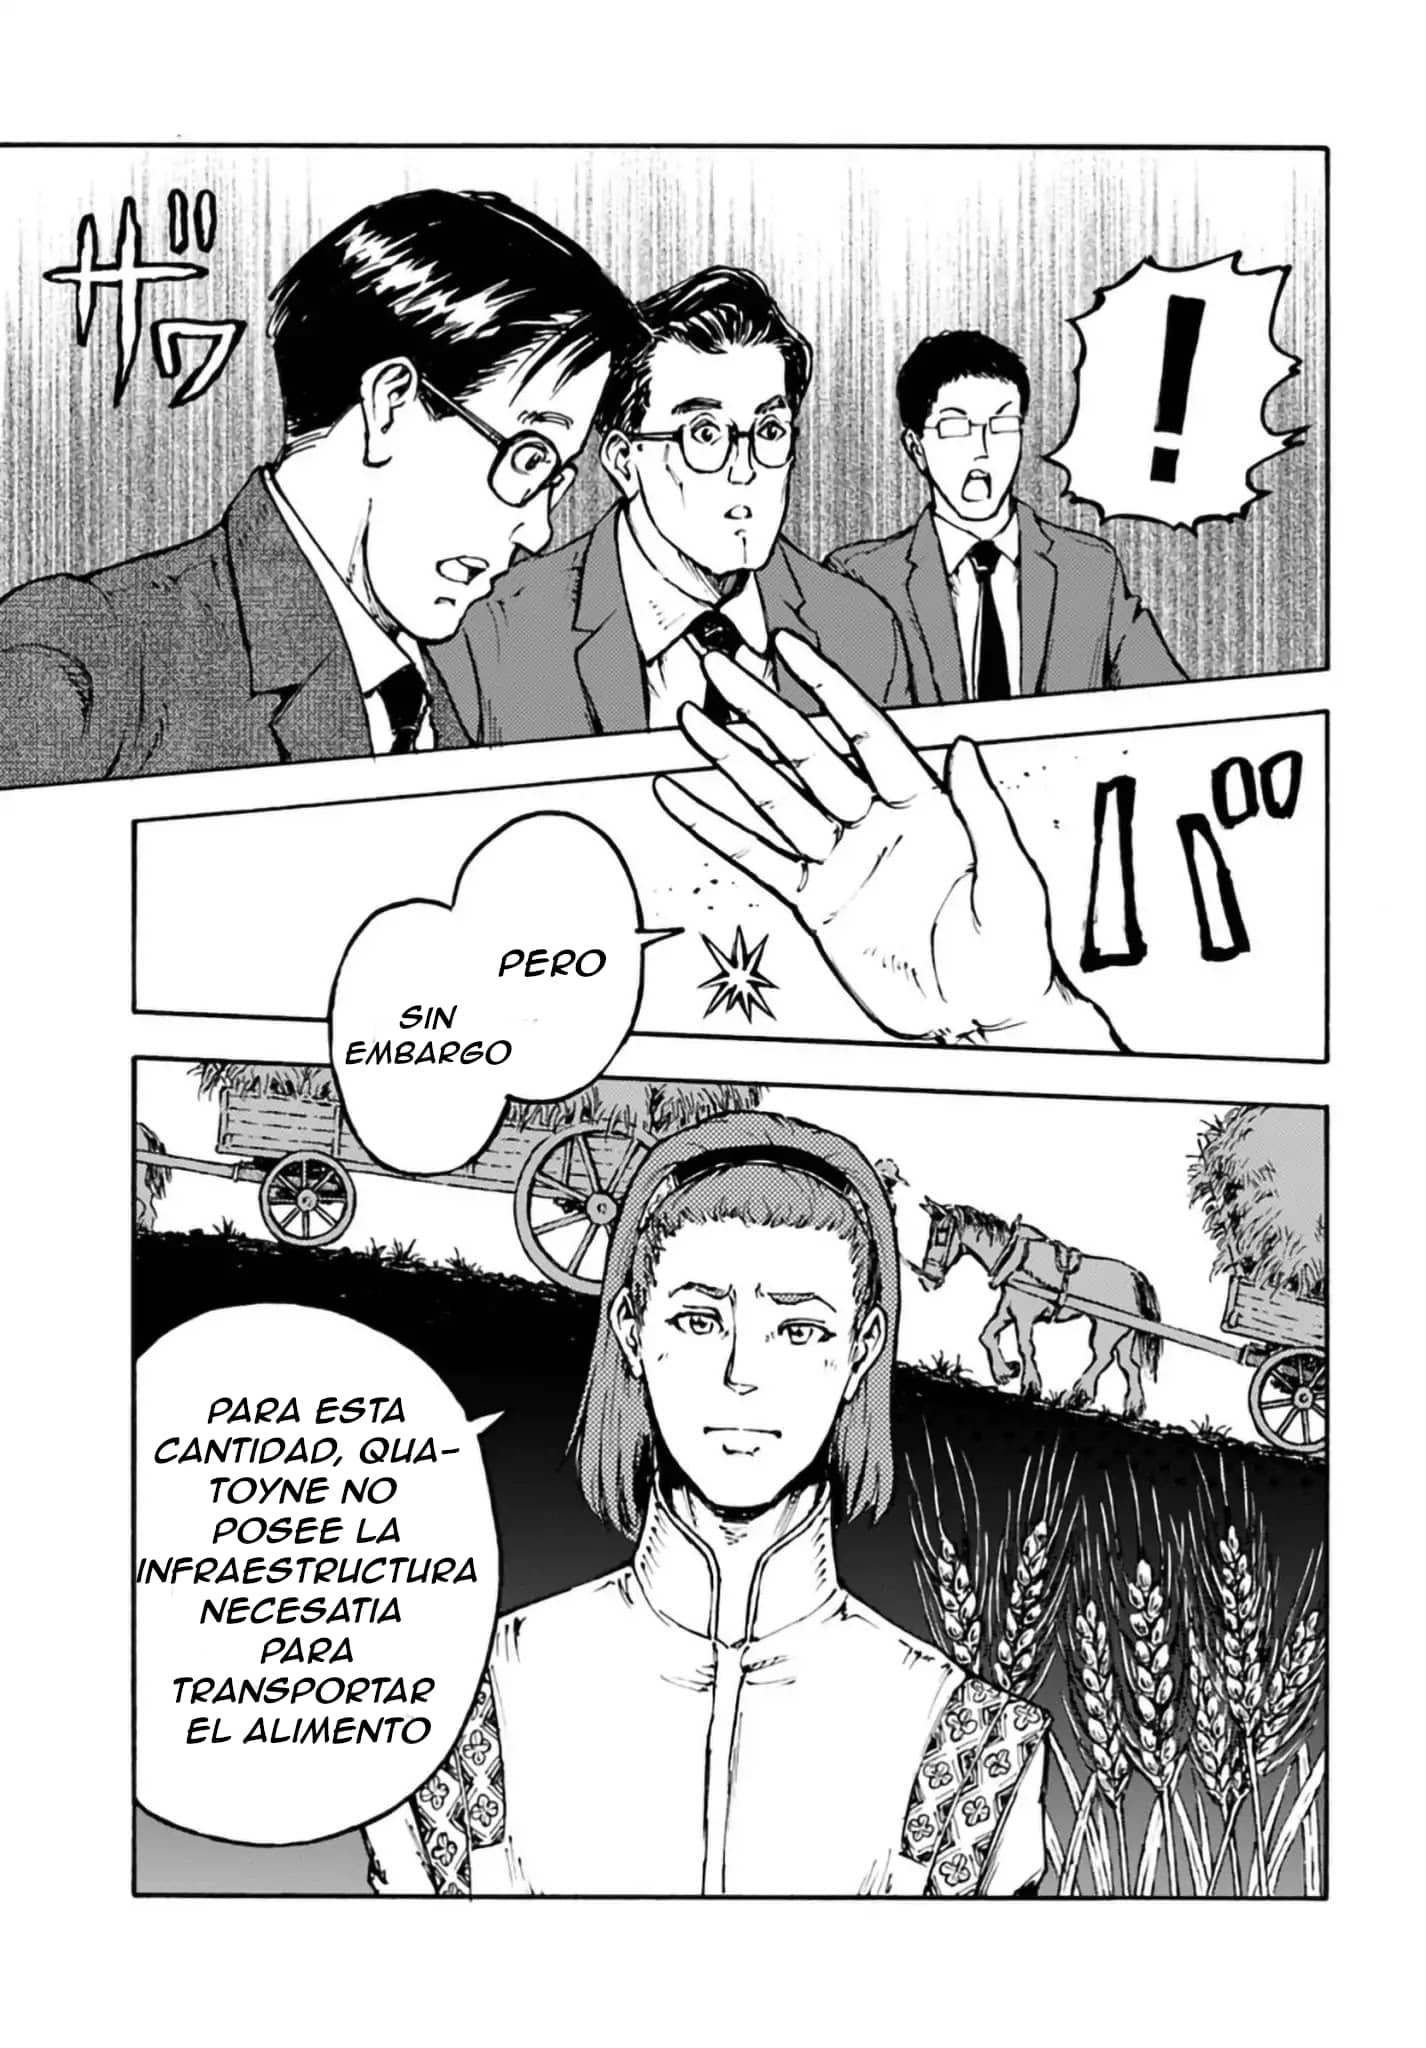 ザワ
!
バッ
PERO
SIN
EMBARGO
PARA ESTA
CANTIDAD, QUA-
TOYNE NO
POSEE LA
INFRAESTRUCTURA
NECESATIA
PARA
TRANSPORTAR
EL ALIMENTO